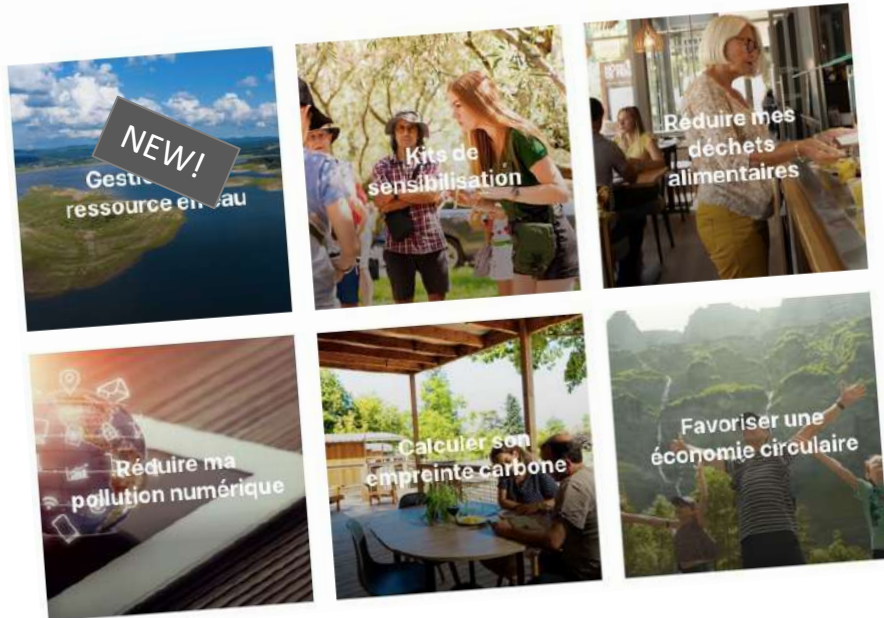 NEW!
Gesti
ressource en eau
Kits de
sensibilisation
Réduire mes
déchets
alimentaires
Réduire ma
pollution numérique
Calculer son
empreinte carbone
Favoriser une
économie circulaire